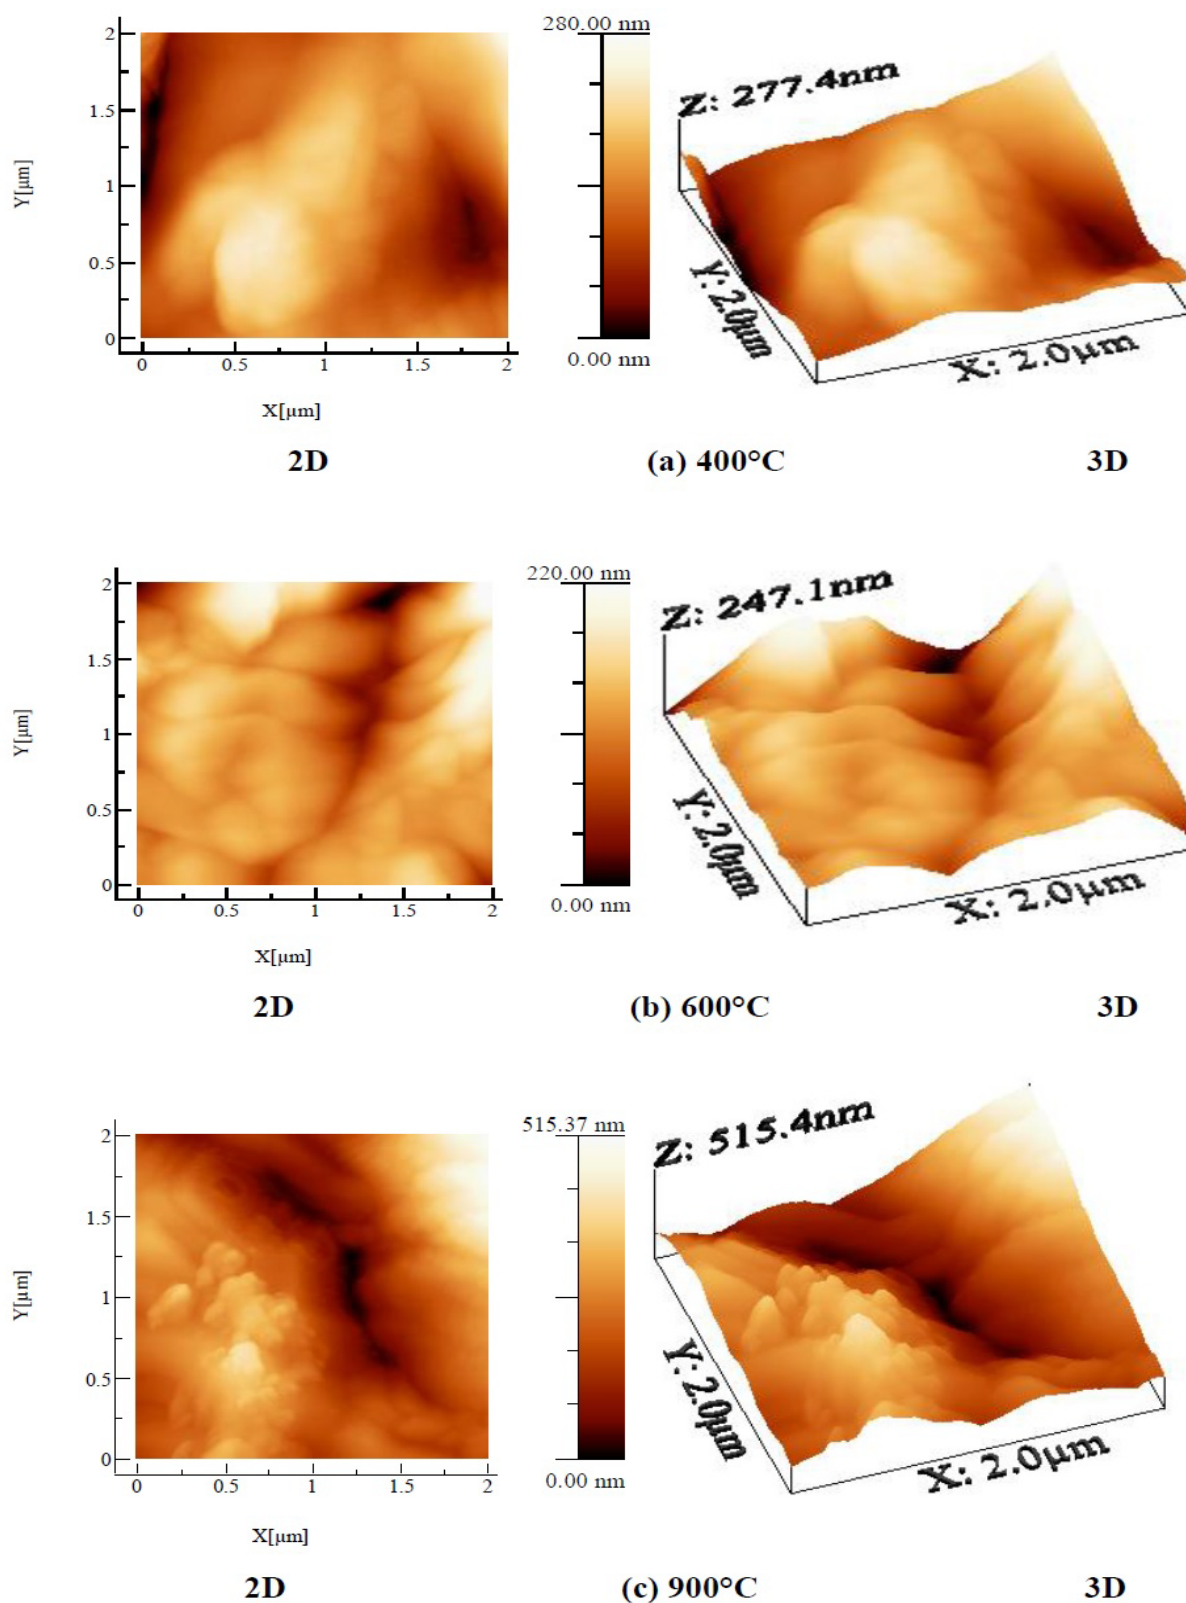 280.00 nm
2
1.5
1
0.5
0
0
0.5
1
1.5
2
Y[µm]
X[µm]
0.00 nm
Z: 277.4nm
Y: 2.0µm
X: 2.0µm
2D
(a) 400°C
3D
220.00 nm
2
1.5
1
0.5
0
0
0.5
1
1.5
2
Y[µm]
X[µm]
0.00 nm
Z: 247.1nm
Y: 2.0µm
X: 2.0µm
2D
(b) 600°C
3D
515.37 nm
2
1.5
1
0.5
0
0
0.5
1
1.5
2
Y[µm]
X[µm]
0.00 nm
Z: 515.4nm
Y: 2.0µm
X: 2.0µm
2D
(c) 900°C
3D